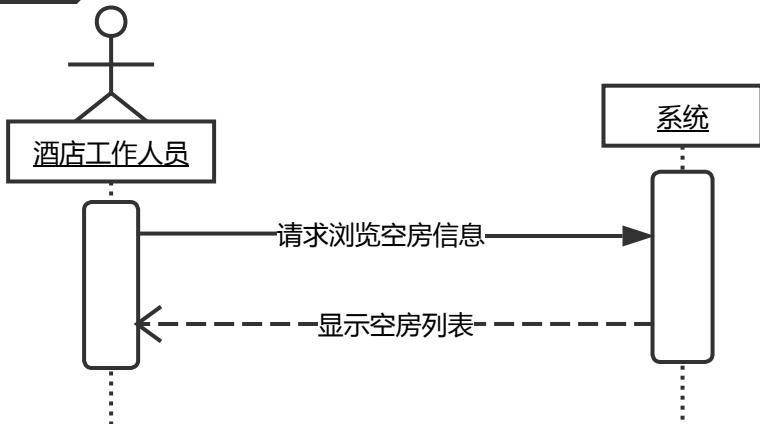 系统
酒店工作人员
请求浏览空房信息
显示空房列表